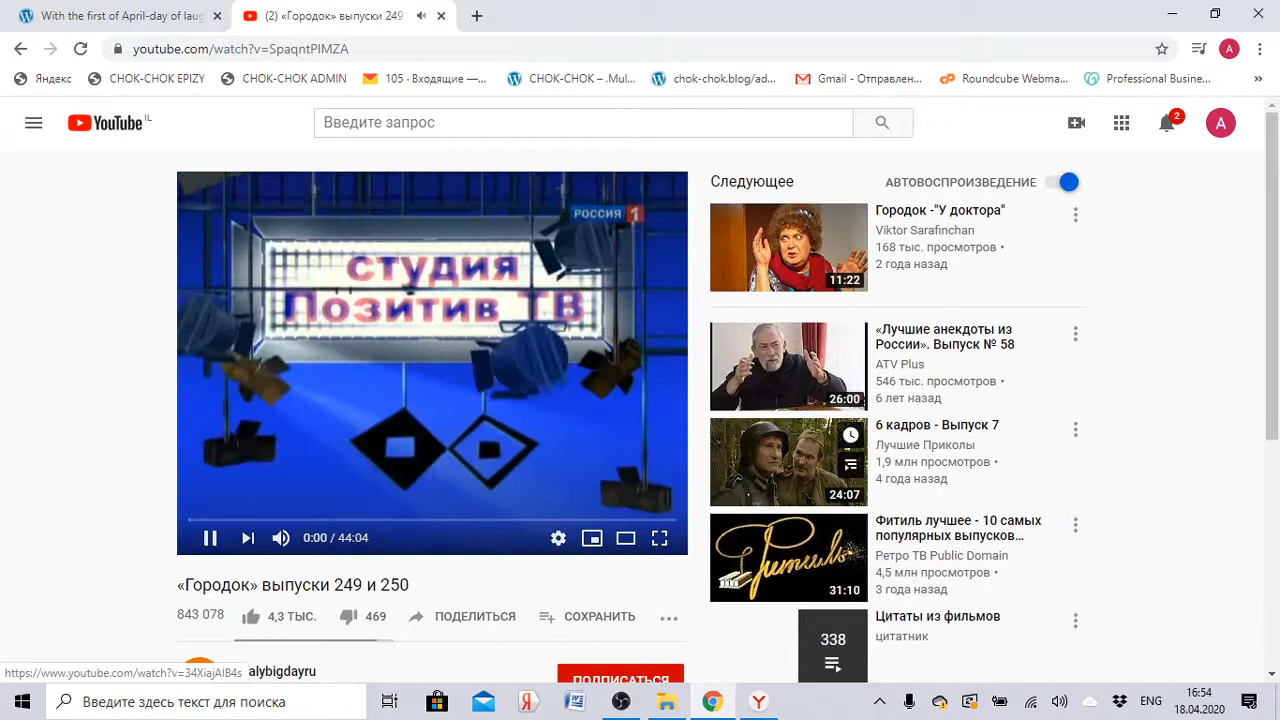 With the first of April-day of laug
(2) «Городок» выпуски 249
youtube.com/watch?v=SpaqntPIMZA
A
Яндекс
CHOK-CHOK EPIZY
CHOK-CHOK ADMIN
105 · Входящие —...
CHOK-CHOK – .Mul...
chok-chok.blog/ad...
Gmail - Отправлен...
Roundcube Webma...
Professional Busine...
»
YouTube IL
Введите запрос
2
A
РОССИЯ 1
студия
Позитив ТВ
0:00 / 44:04
«Городок» выпуски 249 и 250
843 078
4,3 ТЫС.
469
ПОДЕЛИТЬСЯ
СОХРАНИТЬ
alybigdayru
ПОДПИСАТЬСЯ
Следующее
АВТОВОСПРОИЗВЕДЕНИЕ
11:22
Городок -"У доктора"
Viktor Sarafinchan
168 тыс. просмотров •
2 года назад
26:00
«Лучшие анекдоты из
России». Выпуск № 58
ATV Plus
546 тыс. просмотров •
6 лет назад
24:07
6 кадров - Выпуск 7
Лучшие Приколы
1,9 млн просмотров •
4 года назад
Фитиль
31:10
Фитиль лучшее - 10 самых
популярных выпусков...
Ретро ТВ Public Domain
4,5 млн просмотров •
3 года назад
338
Цитаты из фильмов
цитатник
https://www.youtube.com/watch?v=34XiajAIB4s
Введите здесь текст для поиска
ENG
16:54
18.04.2020